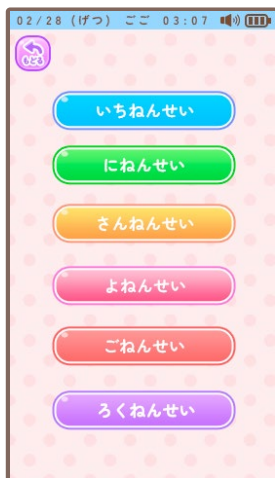 02/28 (げつ) ごご 03:07
もどる
いちねんせい
にねんせい
さんねんせい
よねんせい
ごねんせい
ろくねんせい